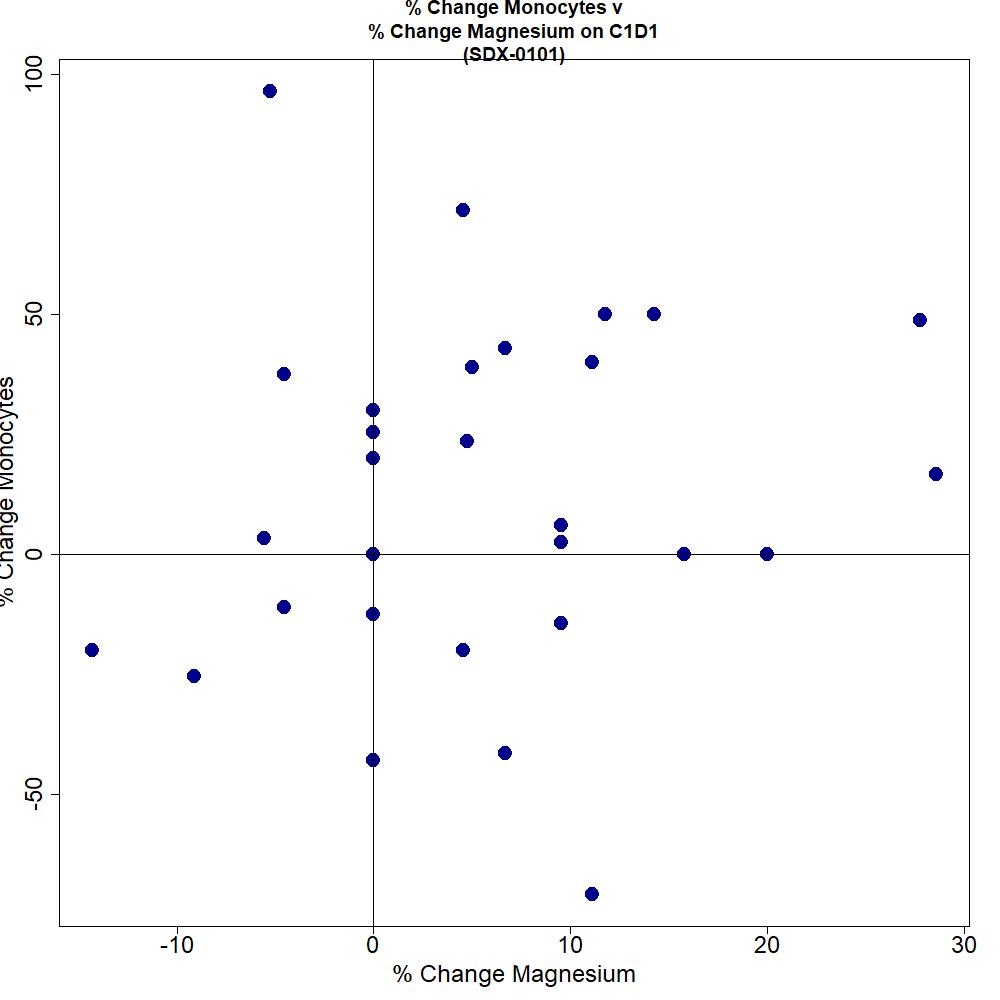 % Change Monocytes v
% Change Magnesium on C1D1
(SDX-0101)
100
50
0
-50
% Change Monocytes
-10
0
10
20
30
% Change Magnesium